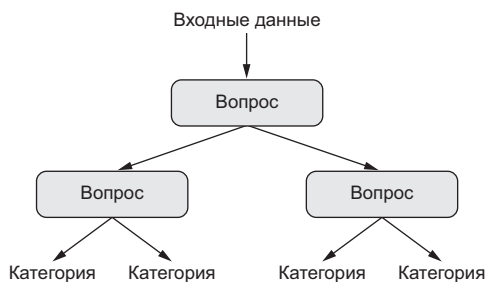 Входные данные
Вопрос
Вопрос
Вопрос
Категория
Категория
Категория
Категория